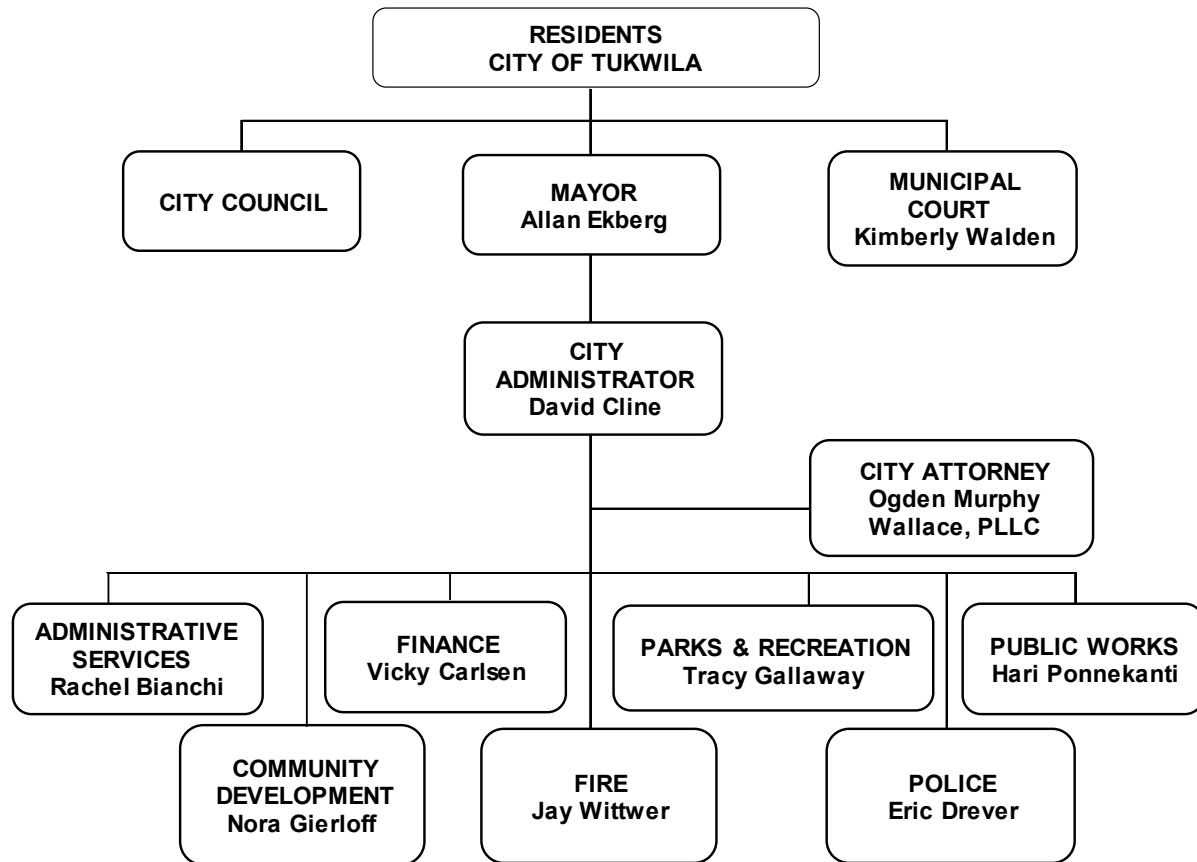 RESIDENTS
CITY OF TUKWILA
CITY COUNCIL
MAYOR
Allan Ekberg
MUNICIPAL
COURT
Kimberly Walden
CITY
ADMINISTRATOR
David Cline
CITY ATTORNEY
Ogden Murphy
Wallace, PLLC
ADMINISTRATIVE
SERVICES
Rachel Bianchi
FINANCE
Vicky Carlsen
PARKS & RECREATION
Tracy Gallaway
PUBLIC WORKS
Hari Ponnekanti
COMMUNITY
DEVELOPMENT
Nora Gierloff
FIRE
Jay Wittwer
POLICE
Eric Drever